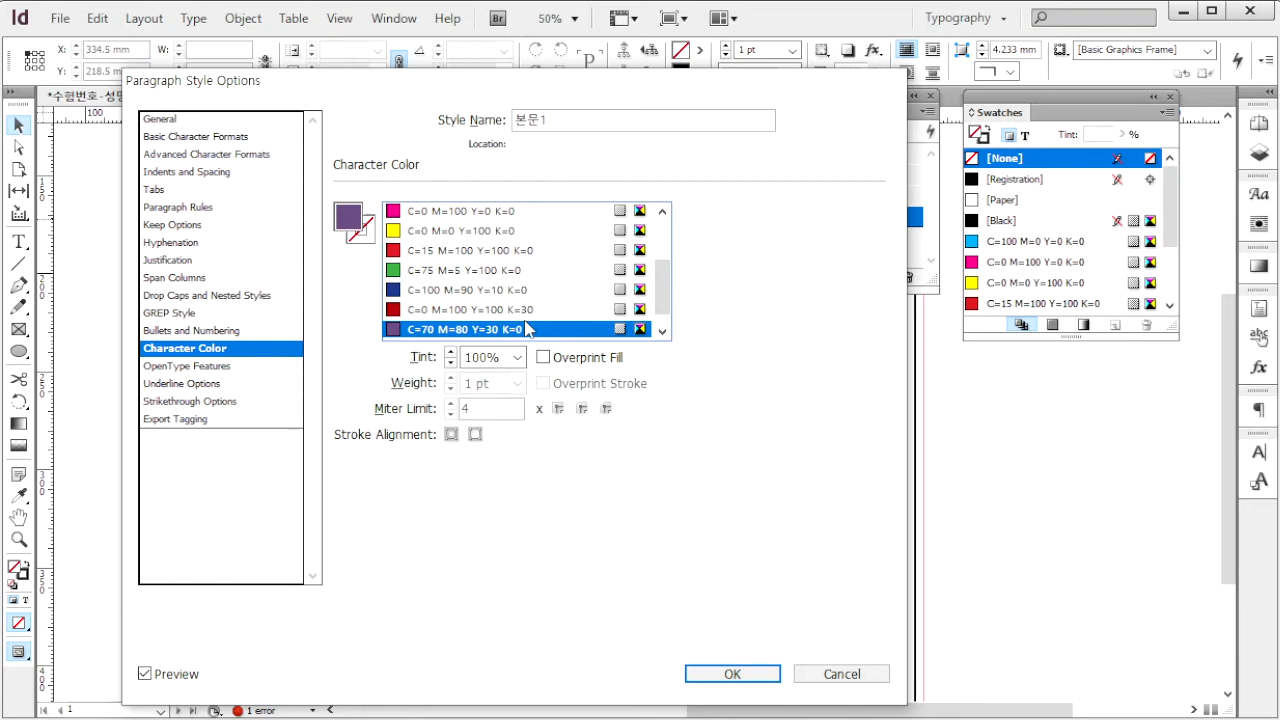 Id File Edit Layout Type Object Table View Window Help Br 50% Typography
X: 334.5 mm W: 1 pt 4.233 mm [Basic Graphics Frame]
Y: 218.5 mm H:
Paragraph Style Options
100
General
Basic Character Formats
Advanced Character Formats
Indents and Spacing
Tabs
Paragraph Rules
Keep Options
Hyphenation
Justification
Span Columns
Drop Caps and Nested Styles
GREP Style
Bullets and Numbering
Character Color
OpenType Features
Underline Options
Strikethrough Options
Export Tagging
Style Name: 본문1
Location:
Character Color
C=0 M=100 Y=0 K=0
C=0 M=0 Y=100 K=0
C=15 M=100 Y=100 K=0
C=75 M=5 Y=100 K=0
C=100 M=90 Y=10 K=0
C=0 M=100 Y=100 K=30
C=70 M=80 Y=30 K=0
Tint: 100% Overprint Fill
Weight: 1 pt Overprint Stroke
Miter Limit: 4 x
Stroke Alignment:
Preview
OK Cancel
Swatches
Tint: %
[None]
[Registration]
[Paper]
[Black]
C=100 M=0 Y=0 K=0
C=0 M=100 Y=0 K=0
C=0 M=0 Y=100 K=0
C=15 M=100 Y=100 K=0
1 1 error